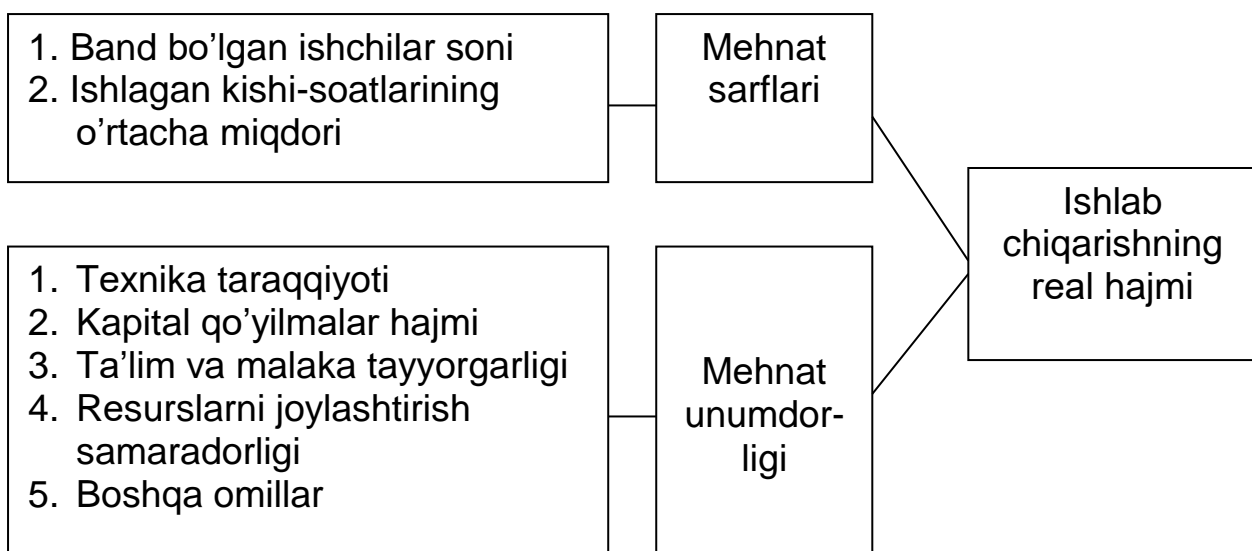 1. Band bo’lgan ishchilar soni
2. Ishlagan kishi-soatlarining
o’rtacha miqdori
Mehnat
sarflari
Ishlab
chiqarishning
real hajmi
1. Texnika taraqqiyoti
2. Kapital qo’yilmalar hajmi
3. Ta’lim va malaka tayyorgarligi
4. Resurslarni joylashtirish
samaradorligi
5. Boshqa omillar
Mehnat
unumdor-
ligi